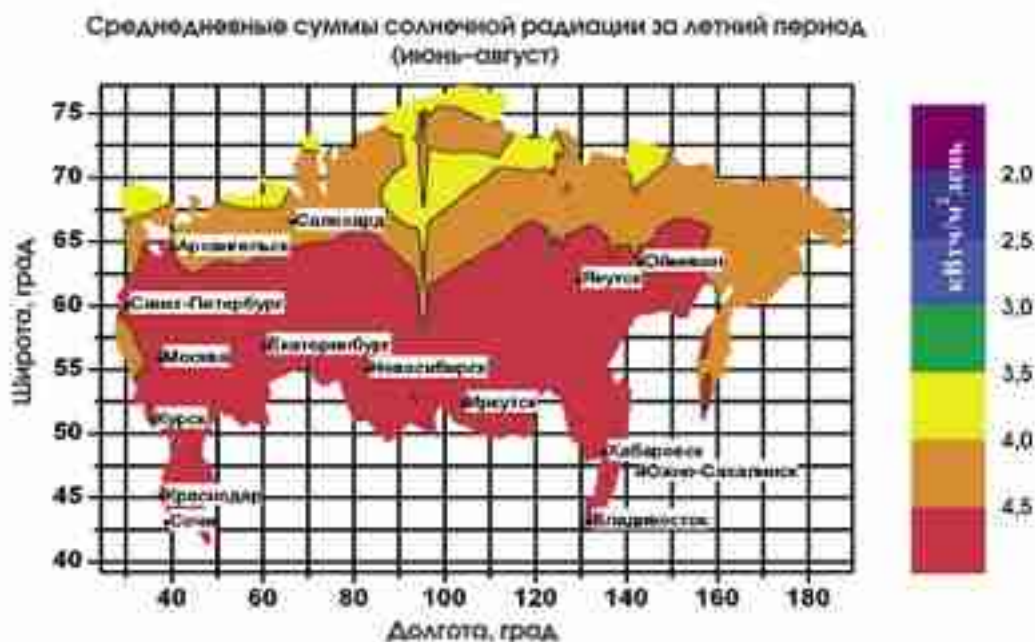 Среднедневные суммы солнечной радиации за летний период
(июнь–август)
75
70
65
60
55
50
45
40
Широта, град
40
60
80
100
120
140
160
180
Долгота, град
Салехард
Архангельск
Оймякон
Якутск
Санкт-Петербург
Екатеринбург
Москва
Новосибирск
Иркутск
Курск
Хабаровск
Южно-Сахалинск
Краснодар
Сочи
Владивосток
кВтч/м² день
2,0
2,5
3,0
3,5
4,0
4,5